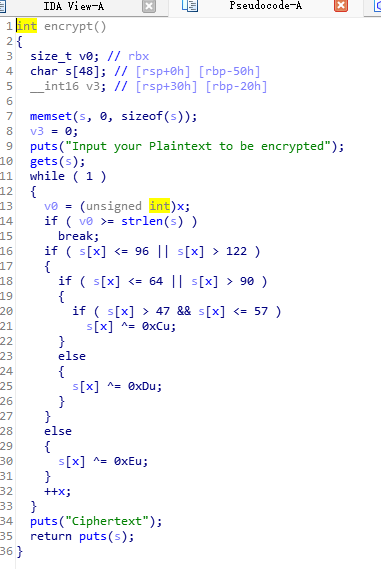 IDA View-A
Pseudocode-A
1 int encrypt()
2 {
3 size_t v0; // rbx
4 char s[48]; // [rsp+0h] [rbp-50h]
5 __int16 v3; // [rsp+30h] [rbp-20h]
6
7 memset(s, 0, sizeof(s));
8 v3 = 0;
9 puts("Input your Plaintext to be encrypted");
10 gets(s);
11 while ( 1 )
12 {
13 v0 = (unsigned int)x;
14 if ( v0 >= strlen(s) )
15 break;
16 if ( s[x] <= 96 || s[x] > 122 )
17 {
18 if ( s[x] <= 64 || s[x] > 90 )
19 {
20 if ( s[x] > 47 && s[x] <= 57 )
21 s[x] ^= 0xCu;
22 }
23 else
24 {
25 s[x] ^= 0xDu;
26 }
27 }
28 else
29 {
30 s[x] ^= 0xEu;
31 }
32 ++x;
33 }
34 puts("Ciphertext");
35 return puts(s);
36 }